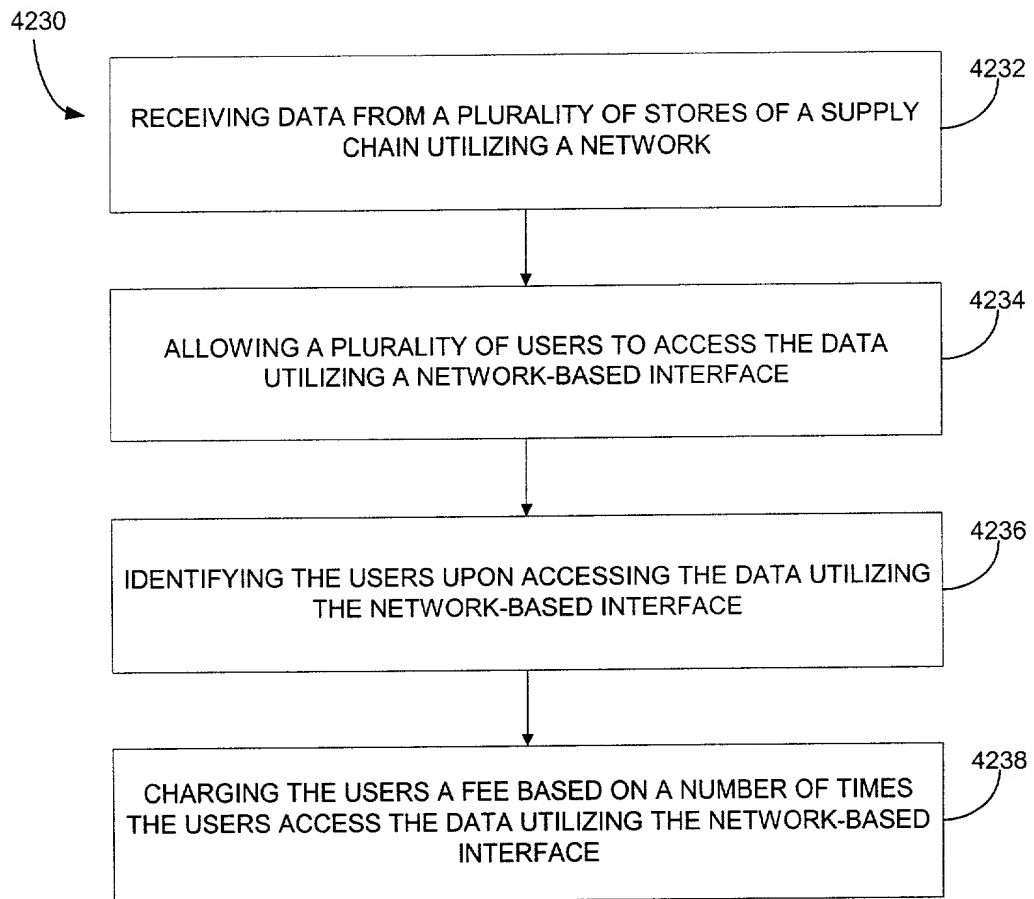 4230
4232
RECEIVING DATA FROM A PLURALITY OF STORES OF A SUPPLY
CHAIN UTILIZING A NETWORK
4234
ALLOWING A PLURALITY OF USERS TO ACCESS THE DATA
UTILIZING A NETWORK-BASED INTERFACE
4236
IDENTIFYING THE USERS UPON ACCESSING THE DATA UTILIZING
THE NETWORK-BASED INTERFACE
4238
CHARGING THE USERS A FEE BASED ON A NUMBER OF TIMES
THE USERS ACCESS THE DATA UTILIZING THE NETWORK-BASED
INTERFACE